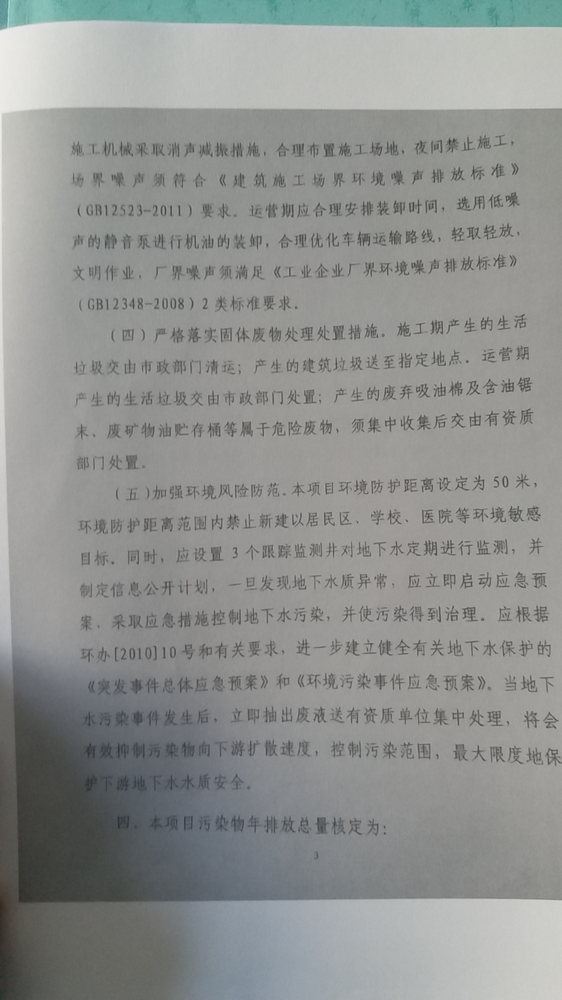 施工机械采取消声减振措施，合理布置施工场地，夜间禁止施工，
场界噪声须符合《建筑施工场界环境噪声排放标准》
（GB12523-2011）要求。运营期应合理安排装卸时间，选用低噪
声的静音泵进行机油的装卸，合理优化车辆运输路线，轻取轻放，
文明作业，厂界噪声须满足《工业企业厂界环境噪声排放标准》
（GB12348-2008）2 类标准要求。
（四）严格落实固体废物处理处置措施。施工期产生的生活
垃圾交由市政部门清运；产生的建筑垃圾送至指定地点。运营期
产生的生活垃圾交由市政部门处置；产生的废弃吸油棉及含油锯
末、废矿物油贮存桶等属于危险废物，须集中收集后交由有资质
部门处置。
（五）加强环境风险防范。本项目环境防护距离设定为 50 米，
环境防护距离范围内禁止新建以居民区、学校、医院等环境敏感
目标。同时，应设置 3 个跟踪监测井对地下水定期进行监测，并
制定信息公开计划，一旦发现地下水质异常，应立即启动应急预
案、采取应急措施控制地下水污染，并使污染得到治理。应根据
环办[2010]10 号和有关要求，进一步建立健全有关地下水保护的
《突发事件总体应急预案》和《环境污染事件应急预案》。当地下
水污染事件发生后，立即抽出废液送有资质单位集中处理，将会
有效抑制污染物向下游扩散速度，控制污染范围，最大限度地保
护下游地下水水质安全。
四、本项目污染物年排放总量核定为：
3